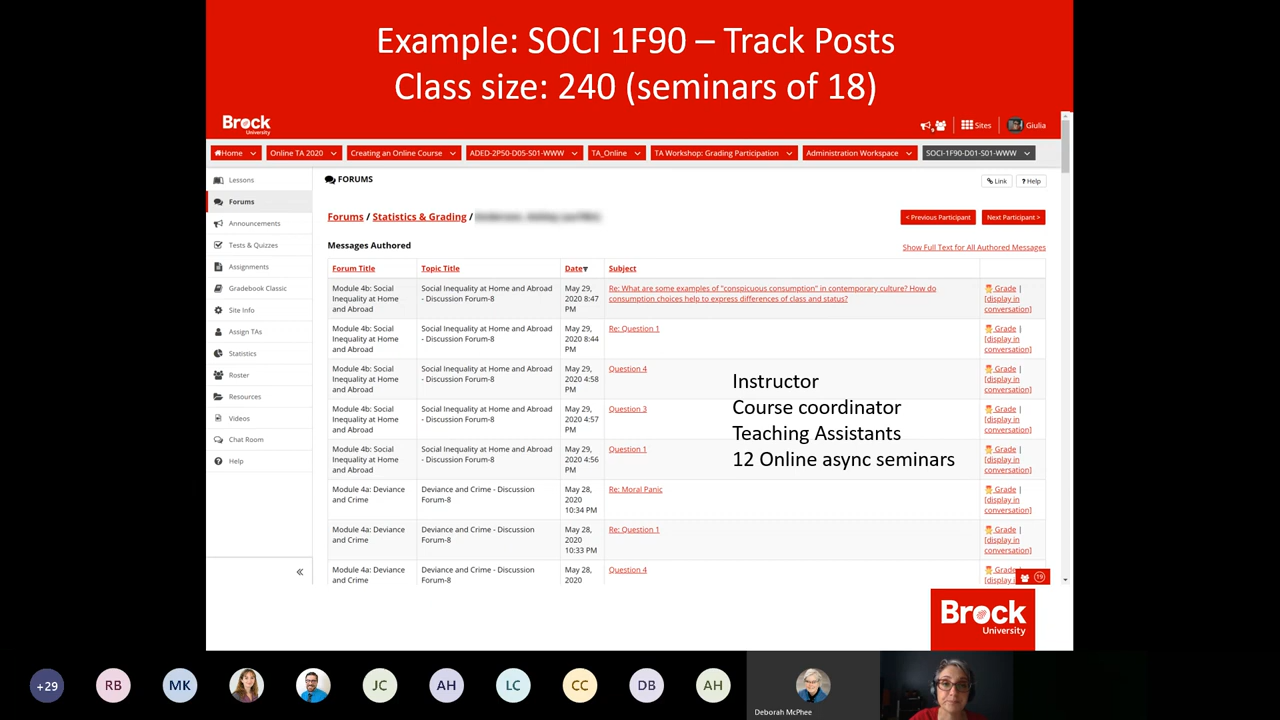 Example: SOCI 1F90 – Track Posts
Class size: 240 (seminars of 18)
Brock
University
Sites
Giulia
Home
Online TA 2020
Creating an Online Course
ADED-2P50-D05-S01-WWW
TA_Online
TA Workshop: Grading Participation
Administration Workspace
SOCI-1F90-D01-S01-WWW
Lessons
Forums
Announcements
Tests & Quizzes
Assignments
Gradebook Classic
Site Info
Assign TAs
Statistics
Roster
Resources
Videos
Chat Room
Help
«
FORUMS
Link
? Help
Forums / Statistics & Grading /
< Previous Participant
Next Participant >
Messages Authored
Show Full Text for All Authored Messages
Forum Title
Topic Title
Date
Subject
Module 4b: Social
Inequality at Home
and Abroad
Social Inequality at Home and Abroad
- Discussion Forum-8
May 29,
2020 8:47
PM
Re: What are some examples of "conspicuous consumption" in contemporary culture? How do
consumption choices help to express differences of class and status?
Grade |
[display in
conversation]
Module 4b: Social
Inequality at Home
and Abroad
Social Inequality at Home and Abroad
- Discussion Forum-8
May 29,
2020 8:44
PM
Re: Question 1
Grade |
[display in
conversation]
Module 4b: Social
Inequality at Home
and Abroad
Social Inequality at Home and Abroad
- Discussion Forum-8
May 29,
2020 4:58
PM
Question 4
Grade |
[display in
conversation]
Module 4b: Social
Inequality at Home
and Abroad
Social Inequality at Home and Abroad
- Discussion Forum-8
May 29,
2020 4:57
PM
Question 3
Grade |
[display in
conversation]
Module 4b: Social
Inequality at Home
and Abroad
Social Inequality at Home and Abroad
- Discussion Forum-8
May 29,
2020 4:56
PM
Question 1
Grade |
[display in
conversation]
Module 4a: Deviance
and Crime
Deviance and Crime - Discussion
Forum-8
May 28,
2020
10:34 PM
Re: Moral Panic
Grade |
[display in
conversation]
Module 4a: Deviance
and Crime
Deviance and Crime - Discussion
Forum-8
May 28,
2020
10:33 PM
Re: Question 1
Grade |
[display in
conversation]
Module 4a: Deviance
and Crime
Deviance and Crime - Discussion
Forum-8
May 28,
2020
Question 4
Grade |
[display in
19
Instructor
Course coordinator
Teaching Assistants
12 Online async seminars
Brock
University
+29
RB
MK
JC
AH
LC
CC
DB
AH
Deborah McPhee